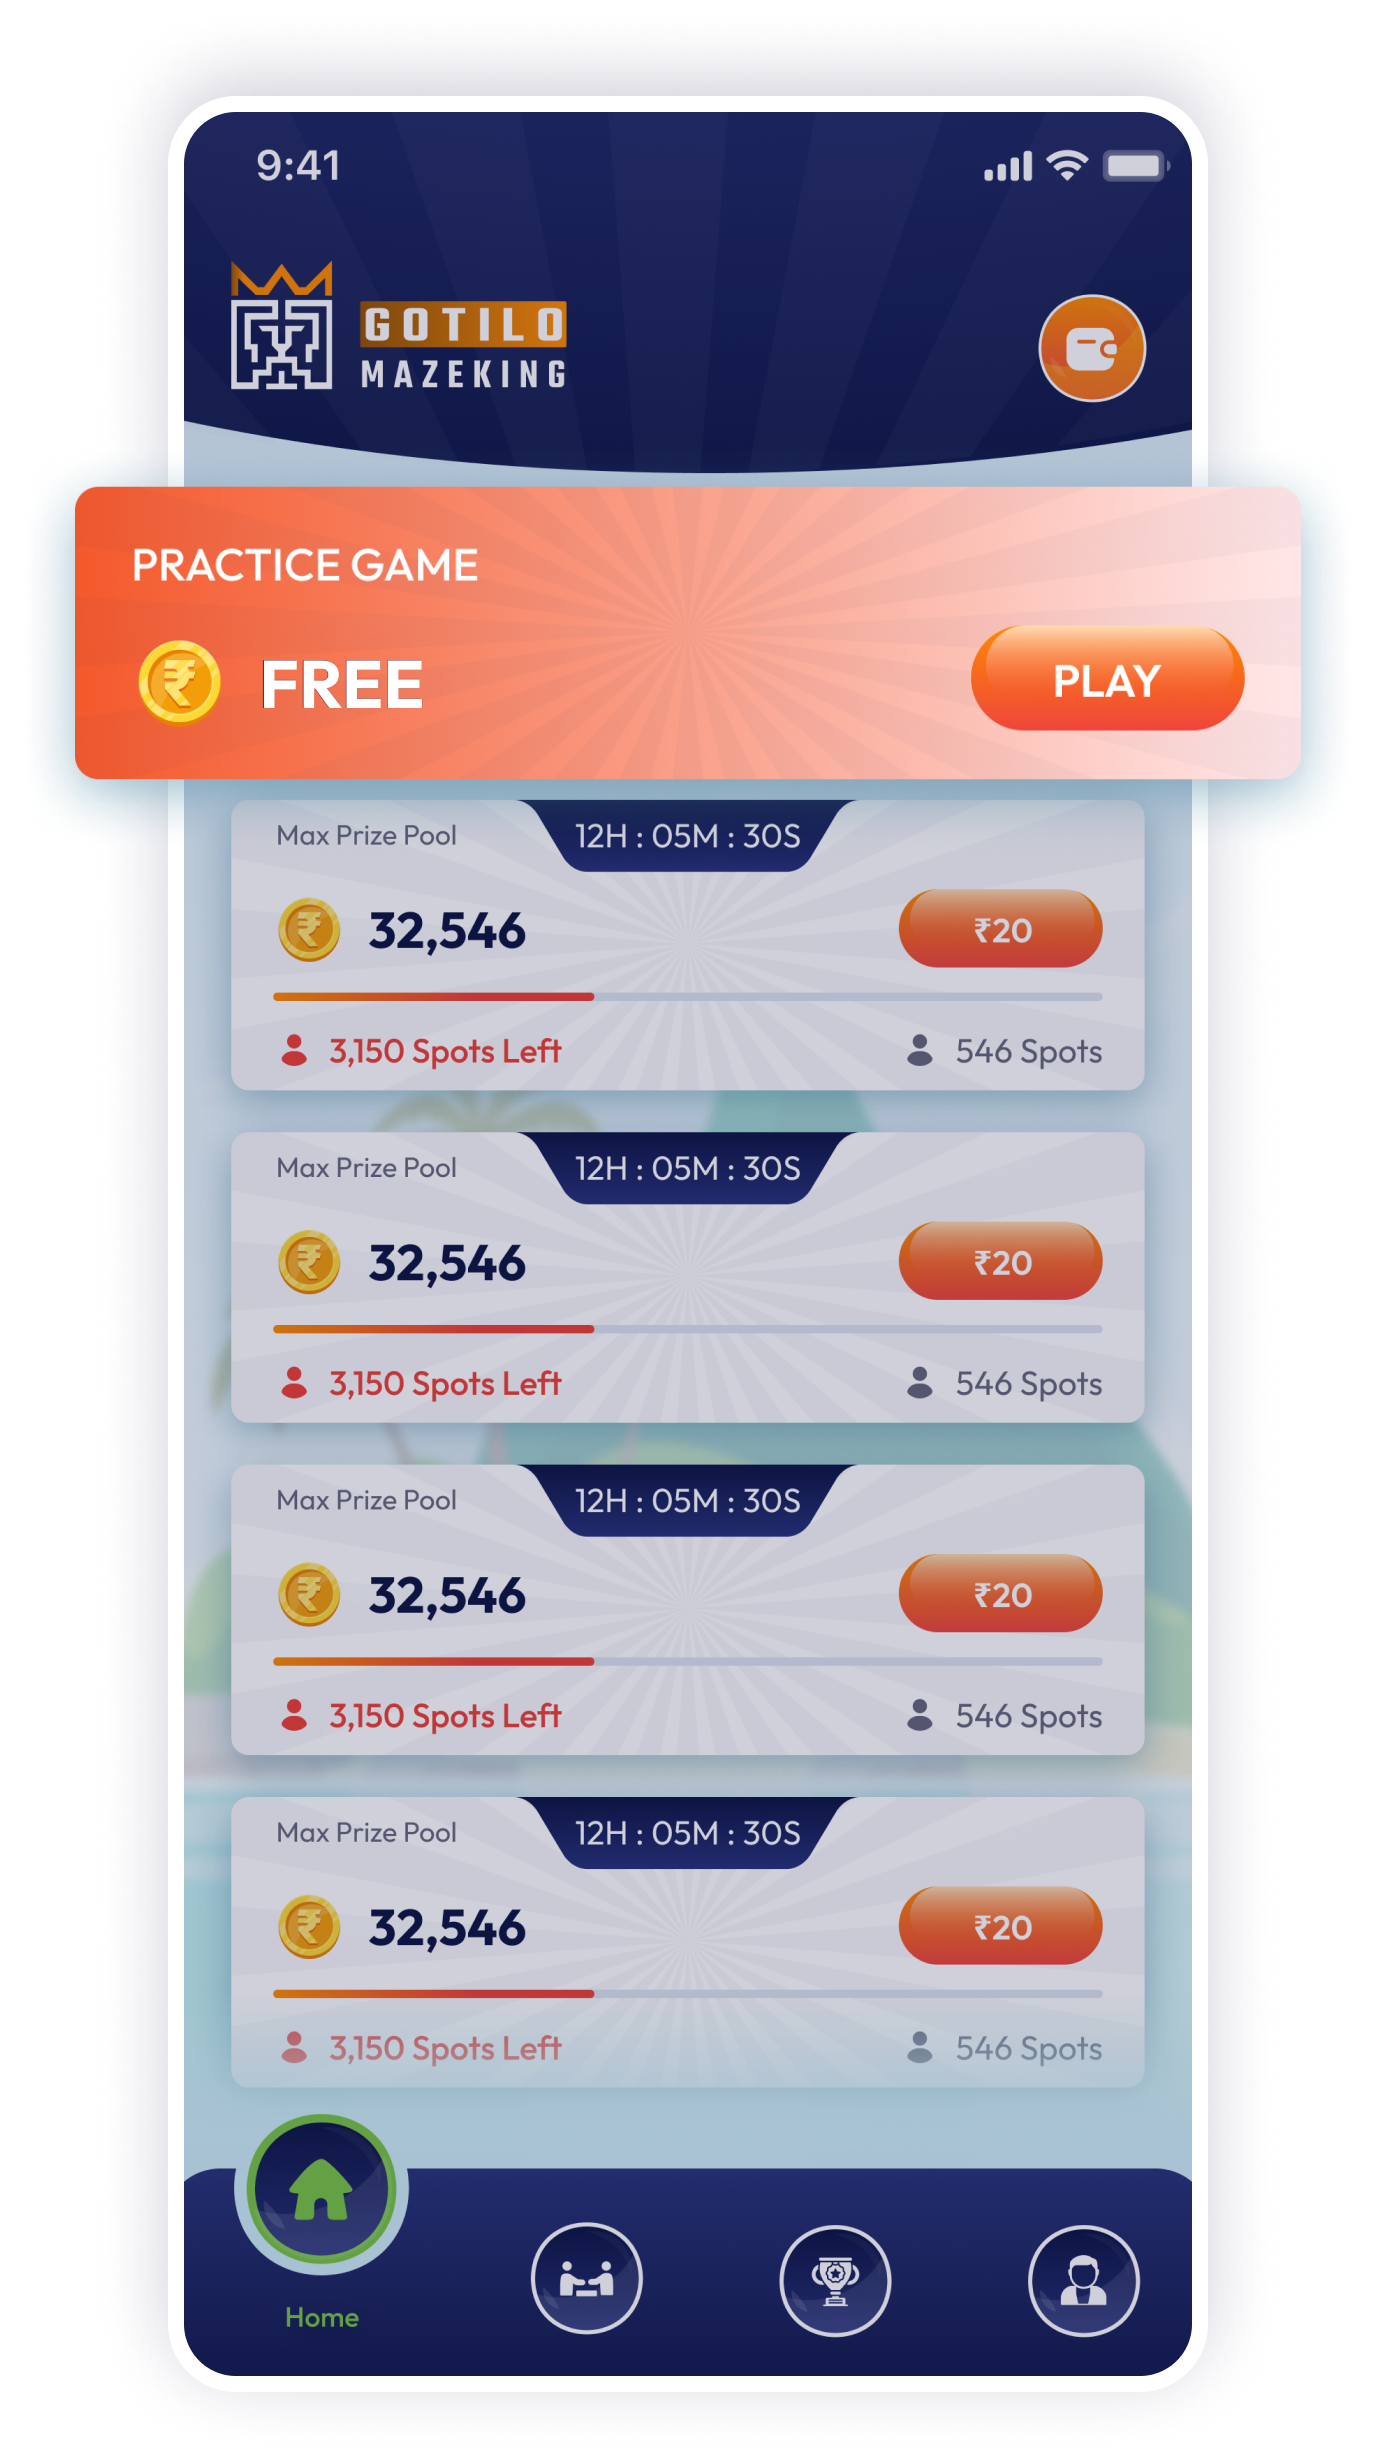 9:41
GOTILO
MAZEKING
PRACTICE GAME
₹ FREE
PLAY
Max Prize Pool
12H : 05M : 30S
₹ 32,546
₹20
3,150 Spots Left
546 Spots
Max Prize Pool
12H : 05M : 30S
₹ 32,546
₹20
3,150 Spots Left
546 Spots
Max Prize Pool
12H : 05M : 30S
₹ 32,546
₹20
3,150 Spots Left
546 Spots
Max Prize Pool
12H : 05M : 30S
₹ 32,546
₹20
3,150 Spots Left
546 Spots
Home